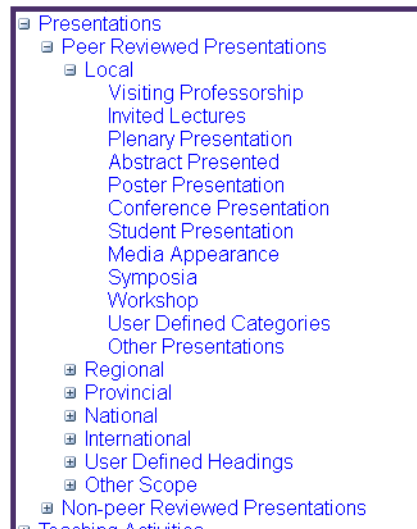 Presentations
Peer Reviewed Presentations
Local
Visiting Professorship
Invited Lectures
Plenary Presentation
Abstract Presented
Poster Presentation
Conference Presentation
Student Presentation
Media Appearance
Symposia
Workshop
User Defined Categories
Other Presentations
Regional
Provincial
National
International
User Defined Headings
Other Scope
Non-peer Reviewed Presentations
Teaching Activities